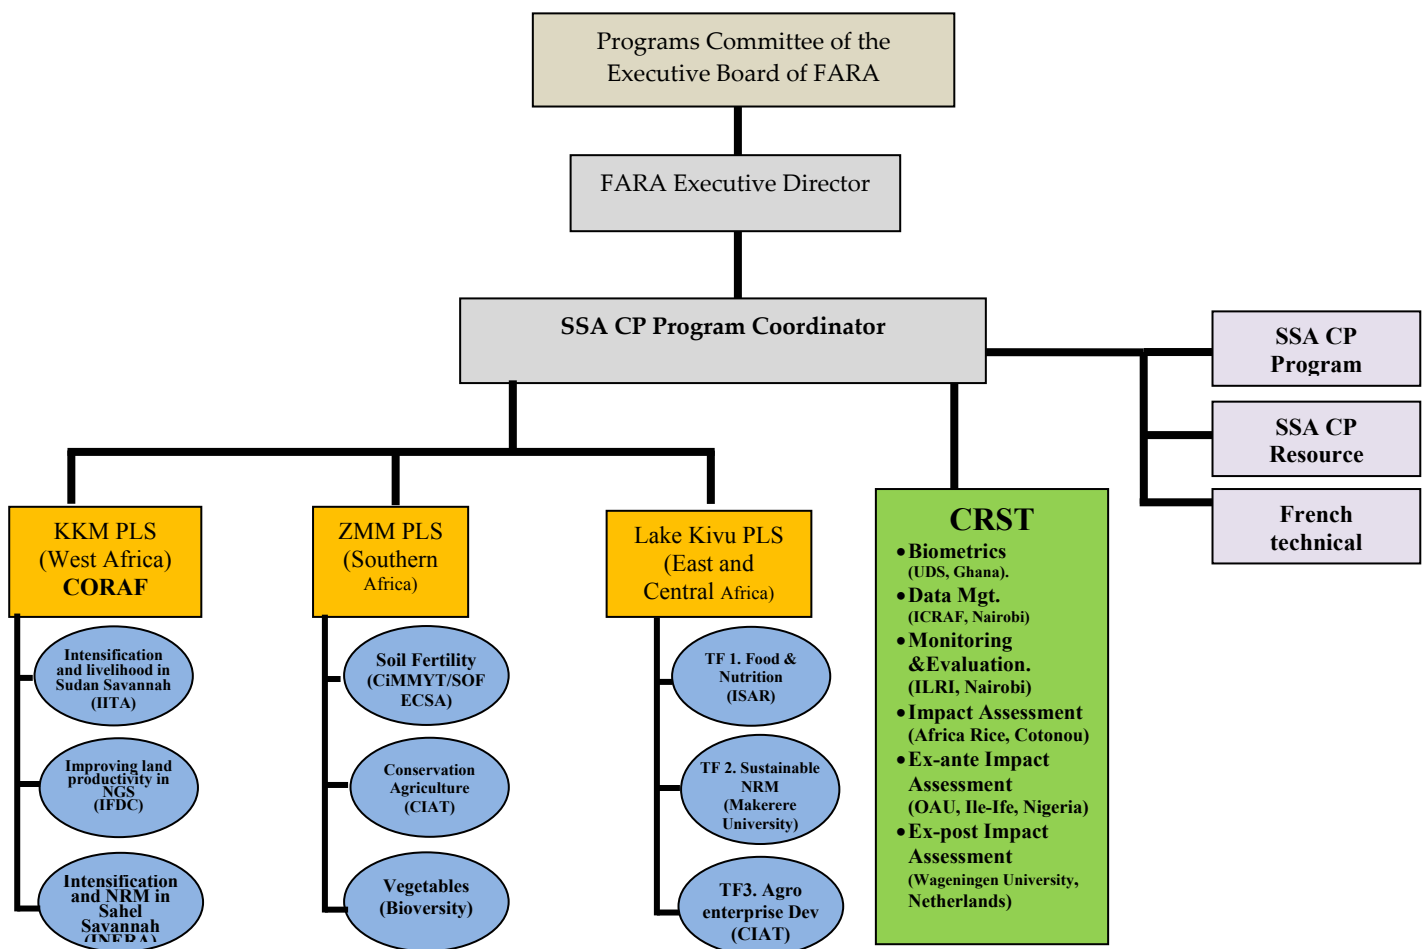 Programs Committee of the
Executive Board of FARA
FARA Executive Director
SSA CP Program Coordinator
SSA CP
Program
SSA CP
Resource
French
technical
KKM PLS
(West Africa)
CORAF
ZMM PLS
(Southern
Africa)
Lake Kivu PLS
(East and
Central Africa)
Intensification
and livelihood in
Sudan Savannah
(IITA)
Improving land
productivity in
NGS
(IFDC)
Intensification
and NRM in
Sahel
Savannah
(INERA)
Soil Fertility
(CiMMYT/SOF
ECSA)
Conservation
Agriculture
(CIAT)
Vegetables
(Bioversity)
TF 1. Food &
Nutrition
(ISAR)
TF 2. Sustainable
NRM
(Makerere
University)
TF3. Agro
enterprise Dev
(CIAT)
CRST
•Biometrics
(UDS, Ghana).
•Data Mgt.
(ICRAF, Nairobi)
•Monitoring
&Evaluation.
(ILRI, Nairobi)
•Impact Assessment
(Africa Rice, Cotonou)
•Ex-ante Impact
Assessment
(OAU, Ile-Ife, Nigeria)
•Ex-post Impact
Assessment
(Wageningen University,
Netherlands)